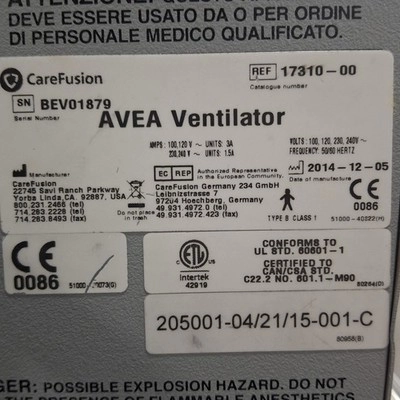 DEVE ESSERE USATO DA O PER ORDINE
DI PERSONALE MEDICO QUALIFICATO.
CareFusion
REF 17310-00
Catalogue number
SN BEV01879
Serial Number
AVEA Ventilator
AMPS: 100,120 V ~ UNITS: 3A
230,240 V ~ UNITS: 1.5A
VOLTS: 100, 120, 230, 240V~
FREQUENCY: 50/60 HERTZ
Manufacturer
CareFusion
22745 Savi Ranch Parkway
Yorba Linda, CA. 92887, USA
800.231.2466 (tel)
714.283.2228 (tel)
714.283.8493 (fax)
Do not place
in trash
EC REP Authorized Representative
in the European Community.
CareFusion Germany 234 GmbH
Leibnizstrasse 7
97204 Hoechberg, Germany
49.931.4972.0 (tel)
49.931.4972.423 (fax)
2014-12-05
Date of manufacture
TYPE B CLASS 1
CE
0086
51000-40222(H)
CE
0086
ETL
Intertek
42919
CONFORMS TO
UL STD. 60601-1
CERTIFIED TO
CAN/CSA STD.
C22.2 NO. 601.1-M90
205001-04/21/15-001-C
GER: POSSIBLE EXPLOSION HAZARD. DO NOT